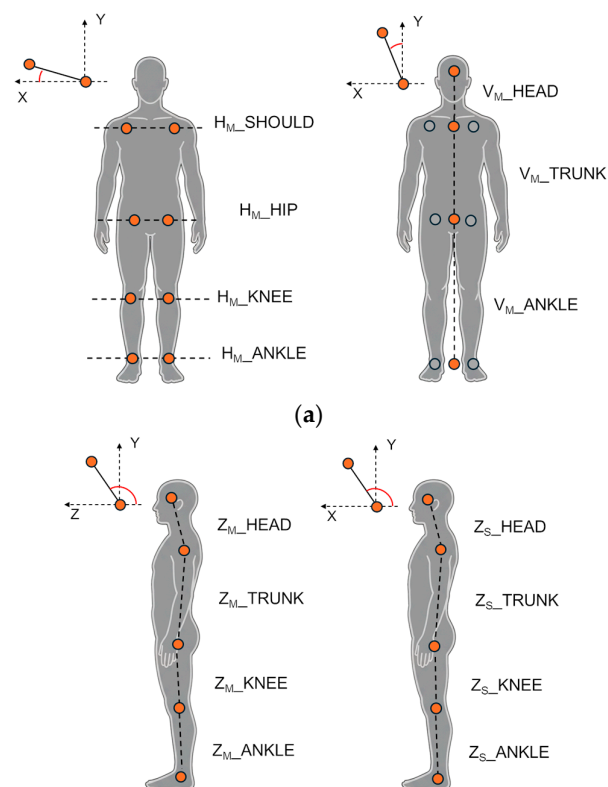 Y
X
H_M_SHOULD
H_M_HIP
H_M_KNEE
H_M_ANKLE
Y
X
V_M_HEAD
V_M_TRUNK
V_M_ANKLE
(a)
Y
Z
Z_M_HEAD
Z_M_TRUNK
Z_M_KNEE
Z_M_ANKLE
Y
X
Z_S_HEAD
Z_S_TRUNK
Z_S_KNEE
Z_S_ANKLE